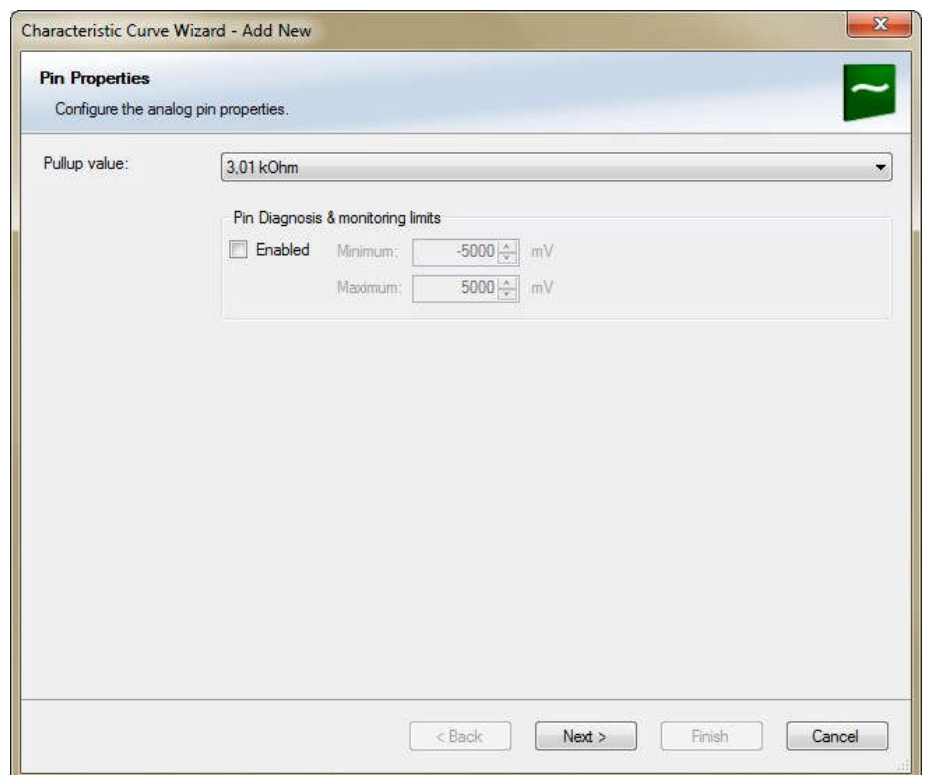 Characteristic Curve Wizard - Add New
Pin Properties
Configure the analog pin properties.
Pullup value:
3,01 kOhm
Pin Diagnosis & monitoring limits
Enabled
Minimum:
-5000
mV
Maximum:
5000
mV
< Back
Next >
Finish
Cancel